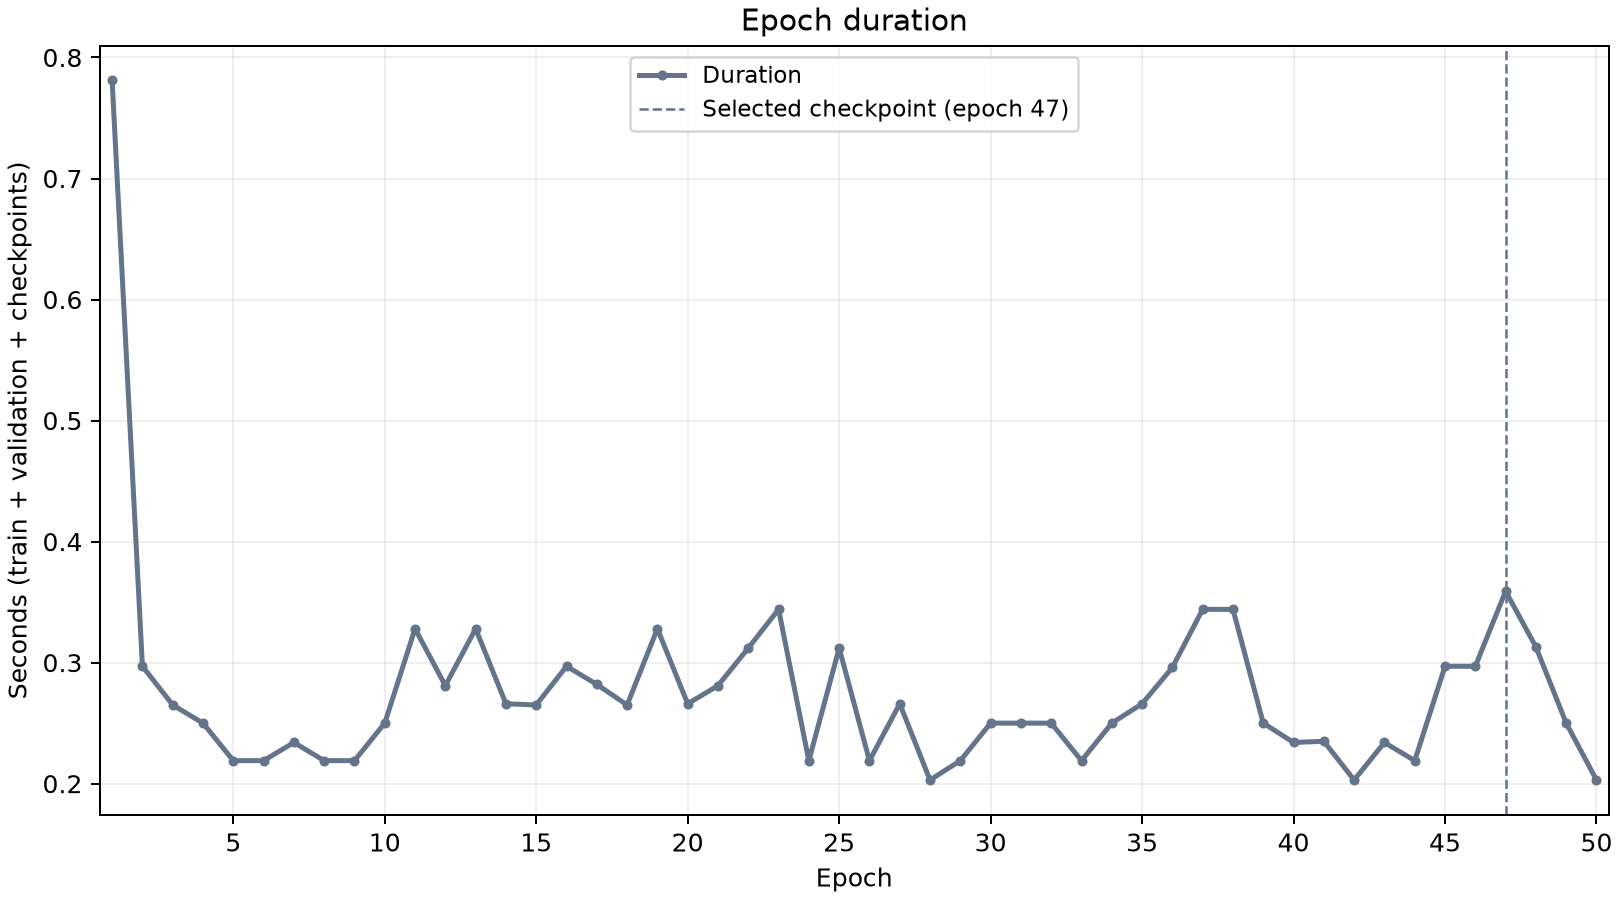 Epoch duration
Duration
Selected checkpoint (epoch 47)
Seconds (train + validation + checkpoints)
0.8
0.7
0.6
0.5
0.4
0.3
0.2
5 10 15 20 25 30 35 40 45 50
Epoch